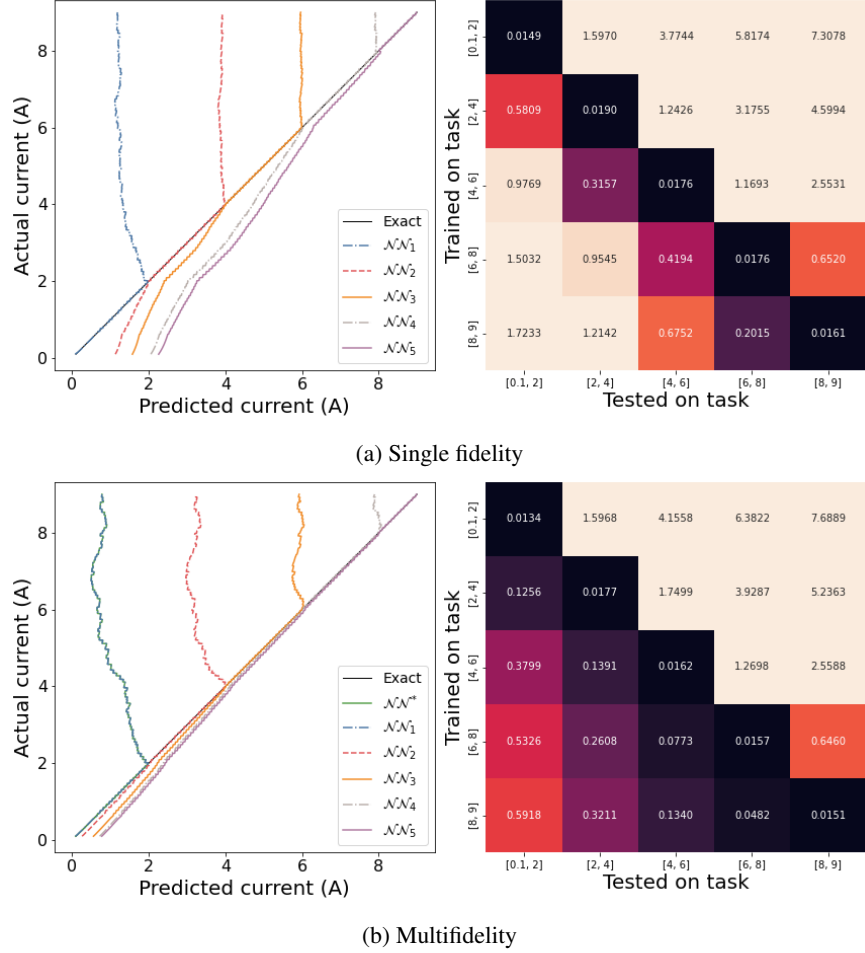 8
6
4
2
0
Actual current (A)
Exact
𝒩𝒩₁
𝒩𝒩₂
𝒩𝒩₃
𝒩𝒩₄
𝒩𝒩₅
0 2 4 6 8
Predicted current (A)
Trained on task
[0.1, 2] 0.0149 1.5970 3.7744 5.8174 7.3078
[2, 4] 0.5809 0.0190 1.2426 3.1755 4.5994
[4, 6] 0.9769 0.3157 0.0176 1.1693 2.5531
[6, 8] 1.5032 0.9545 0.4194 0.0176 0.6520
[8, 9] 1.7233 1.2142 0.6752 0.2015 0.0161
[0.1, 2] [2, 4] [4, 6] [6, 8] [8, 9]
Tested on task
(a) Single fidelity
8
6
4
2
0
Actual current (A)
Exact
𝒩𝒩*
𝒩𝒩₁
𝒩𝒩₂
𝒩𝒩₃
𝒩𝒩₄
𝒩𝒩₅
0 2 4 6 8
Predicted current (A)
Trained on task
[0.1, 2] 0.0134 1.5968 4.1558 6.3822 7.6889
[2, 4] 0.1256 0.0177 1.7499 3.9287 5.2363
[4, 6] 0.3799 0.1391 0.0162 1.2698 2.5588
[6, 8] 0.5326 0.2608 0.0773 0.0157 0.6460
[8, 9] 0.5918 0.3211 0.1340 0.0482 0.0151
[0.1, 2] [2, 4] [4, 6] [6, 8] [8, 9]
Tested on task
(b) Multifidelity